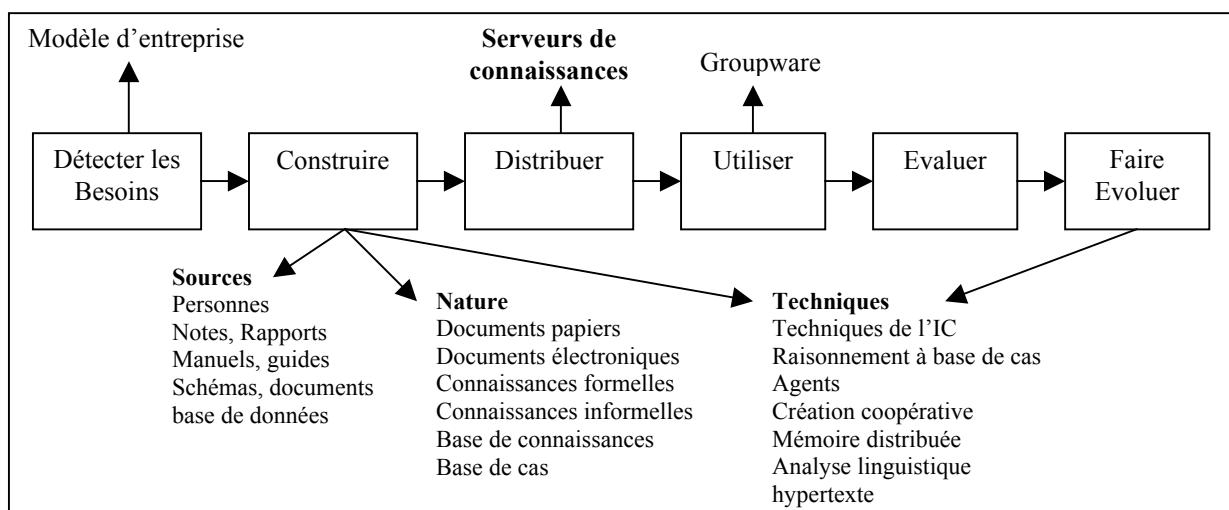 Modèle d'entreprise
Serveurs de
connaissances
Groupware
Détecter les
Besoins
Construire
Distribuer
Utiliser
Evaluer
Faire
Evoluer
Sources
Personnes
Notes, Rapports
Manuels, guides
Schémas, documents
base de données
Nature
Documents papiers
Documents électroniques
Connaissances formelles
Connaissances informelles
Base de connaissances
Base de cas
Techniques
Techniques de l'IC
Raisonnement à base de cas
Agents
Création coopérative
Mémoire distribuée
Analyse linguistique
hypertexte